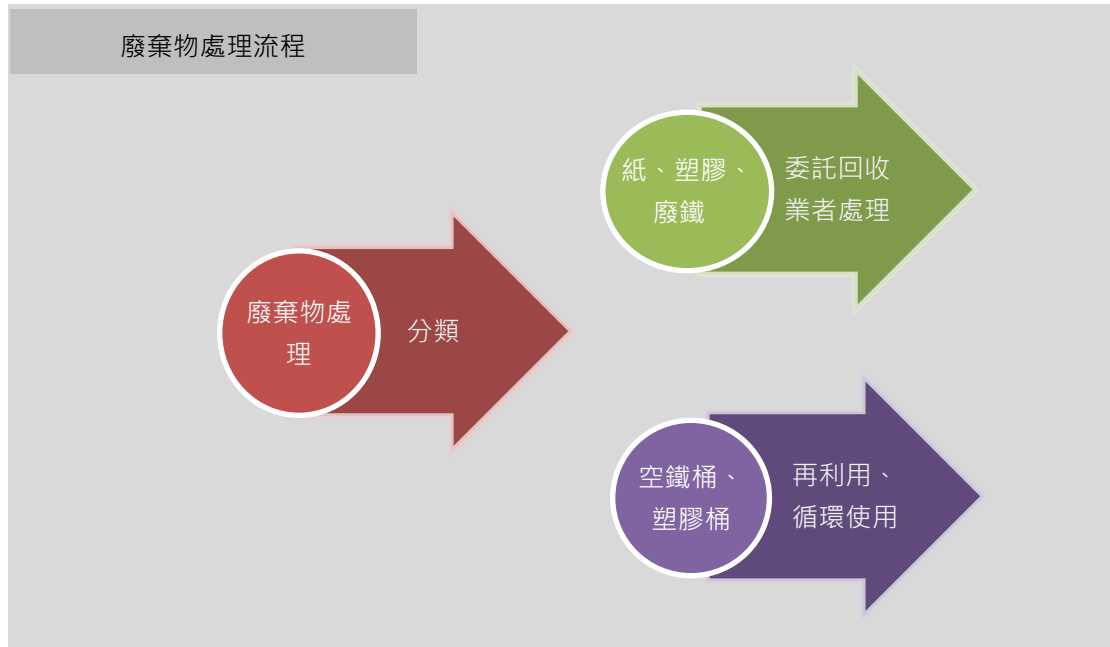 廢棄物處理流程
紙、塑膠、
廢鐵
委託回收
業者處理
廢棄物處
理
分類
空鐵桶、
塑膠桶
再利用、
循環使用